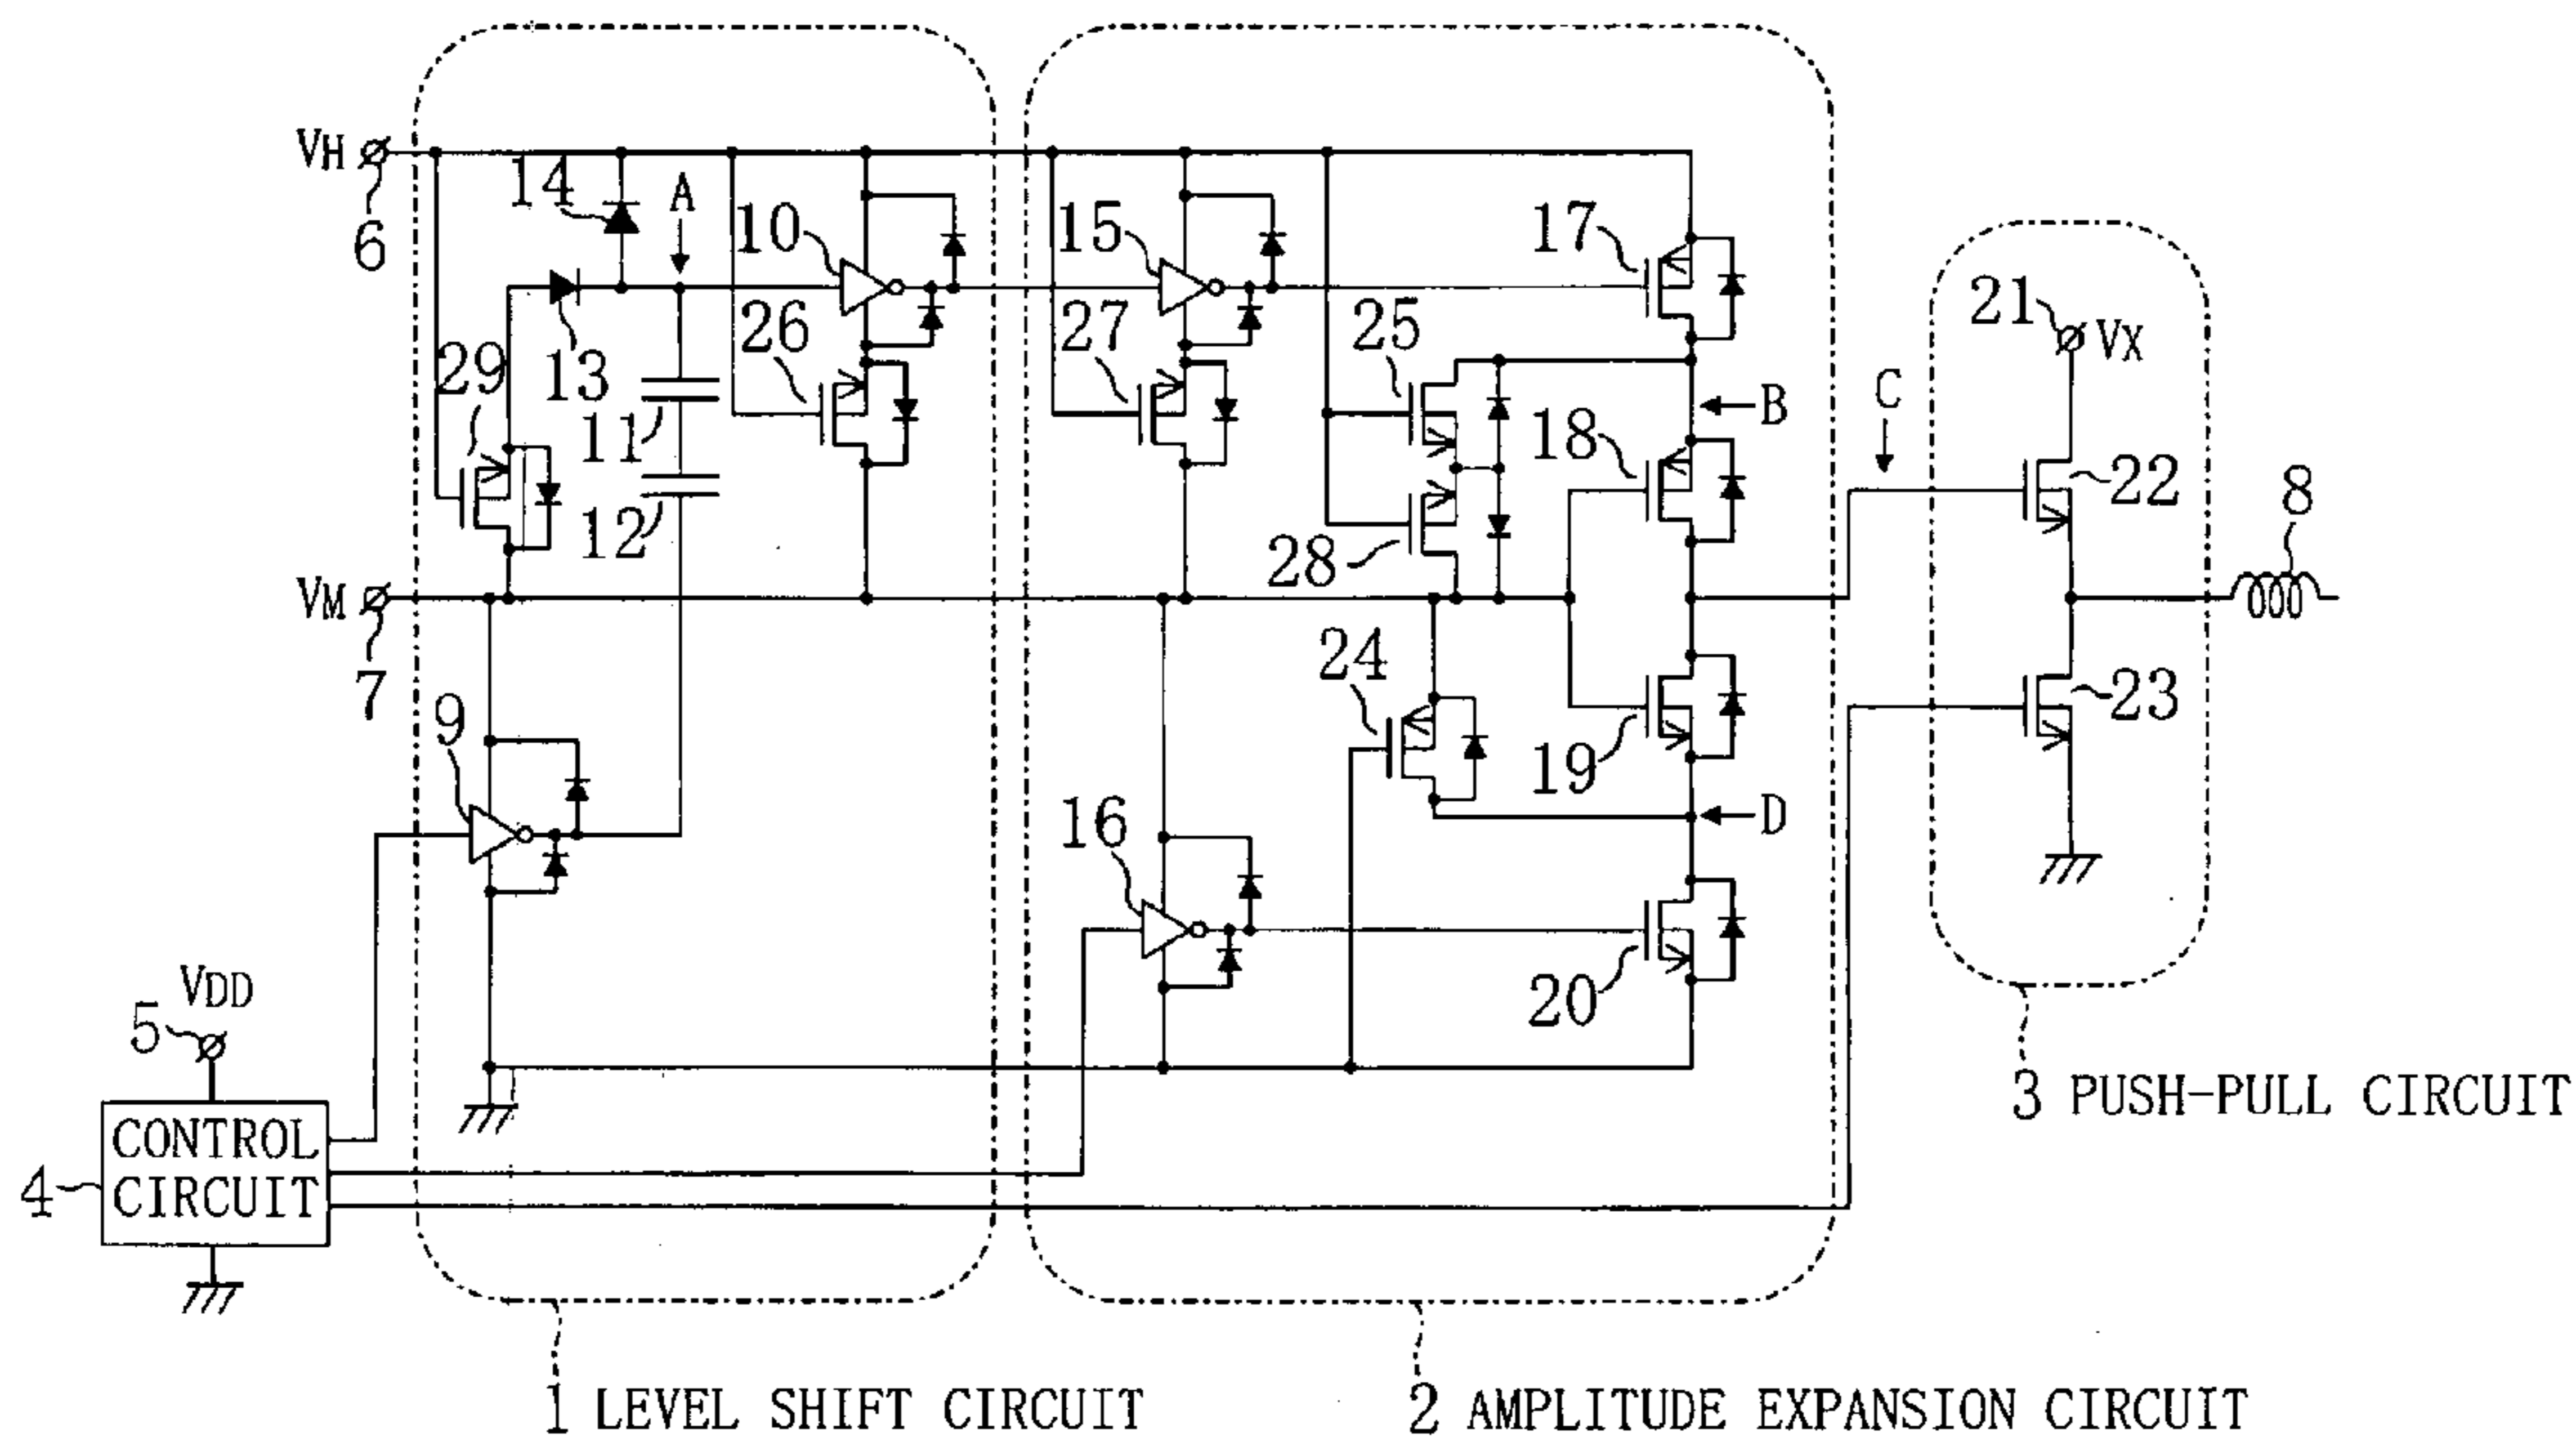 VH
6
14
A
10
15
17
21
VX
29
13
26
27
25
B
C
11
18
22
8
12
28
VM
7
24
9
19
23
D
16
VDD
5
20
CONTROL
CIRCUIT
4
3 PUSH-PULL CIRCUIT
1 LEVEL SHIFT CIRCUIT
2 AMPLITUDE EXPANSION CIRCUIT